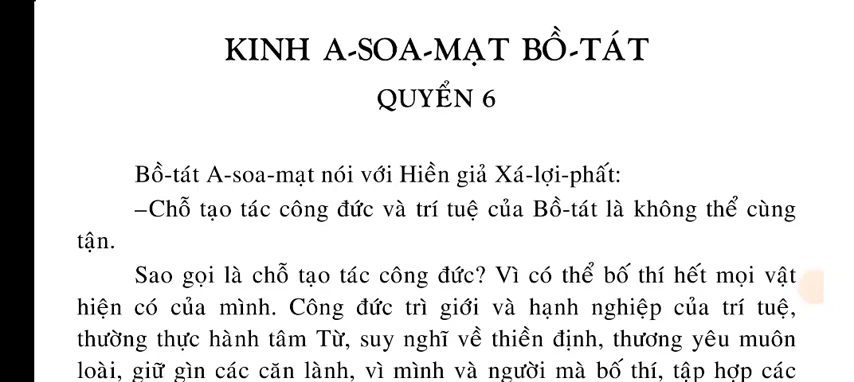 KINH A-SOA-MẠT BỒ-TÁT
QUYỂN 6
Bồ-tát A-soa-mạt nói với Hiền giả Xá-lợi-phất:
–Chỗ tạo tác công đức và trí tuệ của Bồ-tát là không thể cùng
tận.
Sao gọi là chỗ tạo tác công đức? Vì có thể bố thí hết mọi vật
hiện có của mình. Công đức trì giới và hạnh nghiệp của trí tuệ,
thường thực hành tâm Từ, suy nghĩ về thiền định, thương yêu muôn
loài, giữ gìn các căn lành, vì mình và người mà bố thí, tập hợp các